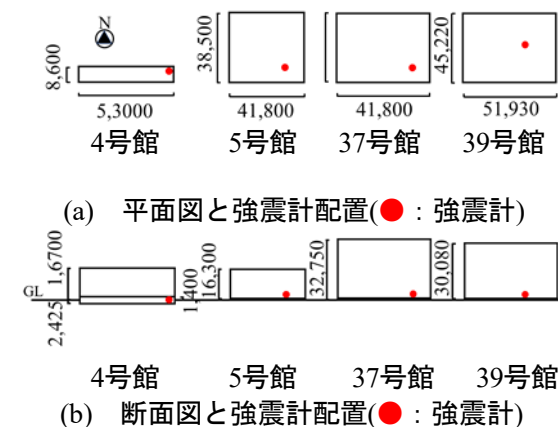 N
8,600
5,3000
4号館
38,500
41,800
5号館
41,800
37号館
45,220
51,930
39号館
(a) 平面図と強震計配置(●：強震計)
GL
1,6700
2,425
1,400
4号館
16,300
5号館
32,750
37号館
30,080
39号館
(b) 断面図と強震計配置(●：強震計)